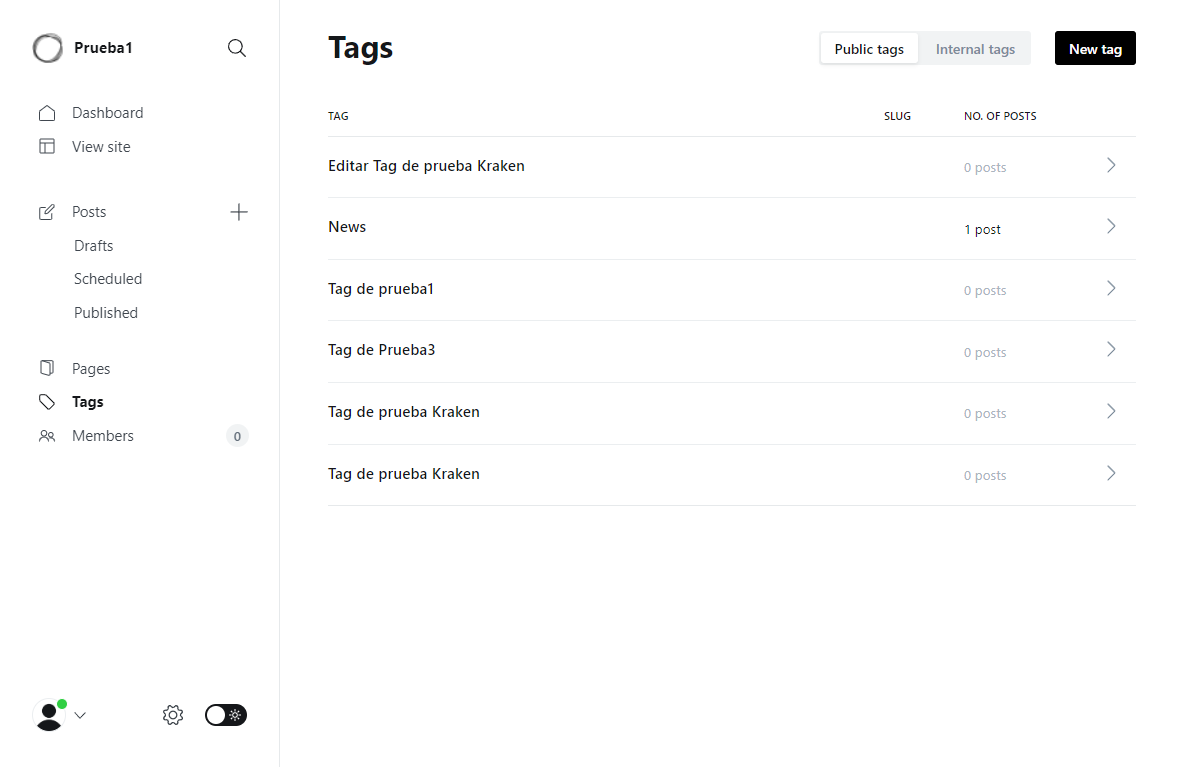 Prueba1
Dashboard
View site
Posts
Drafts
Scheduled
Published
Pages
Tags
Members 0
Tags
Public tags Internal tags New tag
TAG SLUG NO. OF POSTS
Editar Tag de prueba Kraken 0 posts
News 1 post
Tag de prueba1 0 posts
Tag de Prueba3 0 posts
Tag de prueba Kraken 0 posts
Tag de prueba Kraken 0 posts